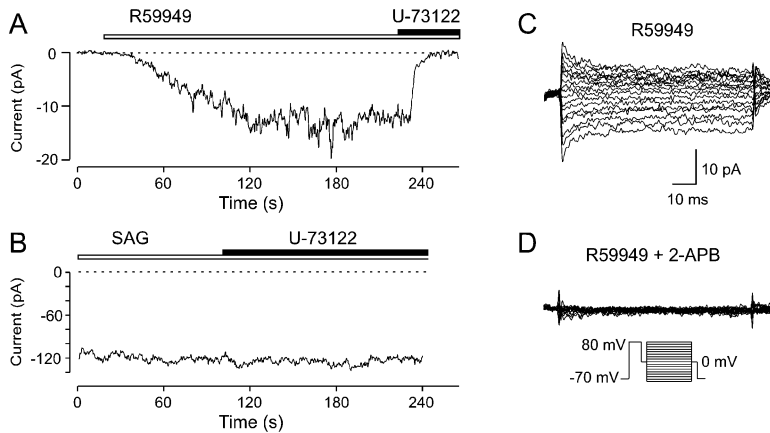 A
R59949
U-73122
Current (pA)
0
-10
-20
0
60
120
180
240
Time (s)
B
SAG
U-73122
Current (pA)
0
-60
-120
0
60
120
180
240
Time (s)
C
R59949
10 pA
10 ms
D
R59949 + 2-APB
80 mV
0 mV
-70 mV